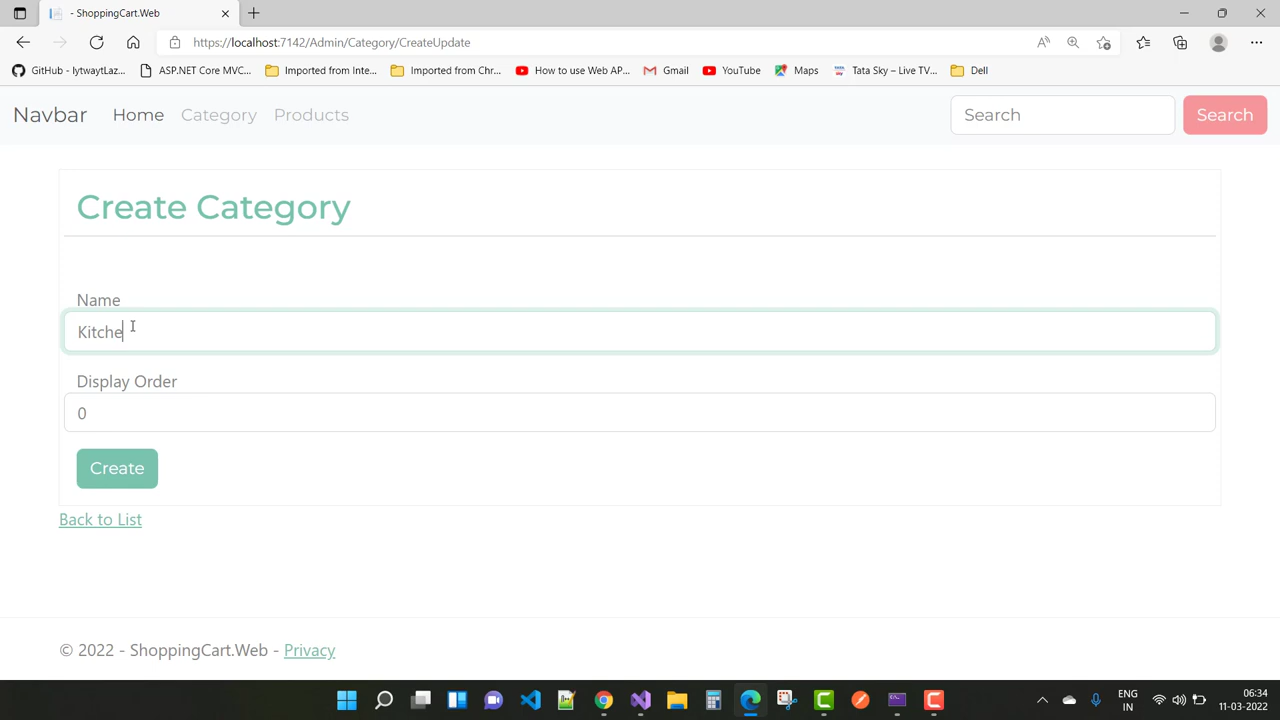 - ShoppingCart.Web
https://localhost:7142/Admin/Category/CreateUpdate
GitHub - lytwaytLaz...
ASP.NET Core MVC...
Imported from Inte...
Imported from Chr...
How to use Web AP...
Gmail
YouTube
Maps
Tata Sky – Live TV...
Dell
Navbar Home Category Products
Search Search
Create Category
Name
Kitche
Display Order
0
Create
Back to List
© 2022 - ShoppingCart.Web - Privacy
ENG 06:34
IN 11-03-2022